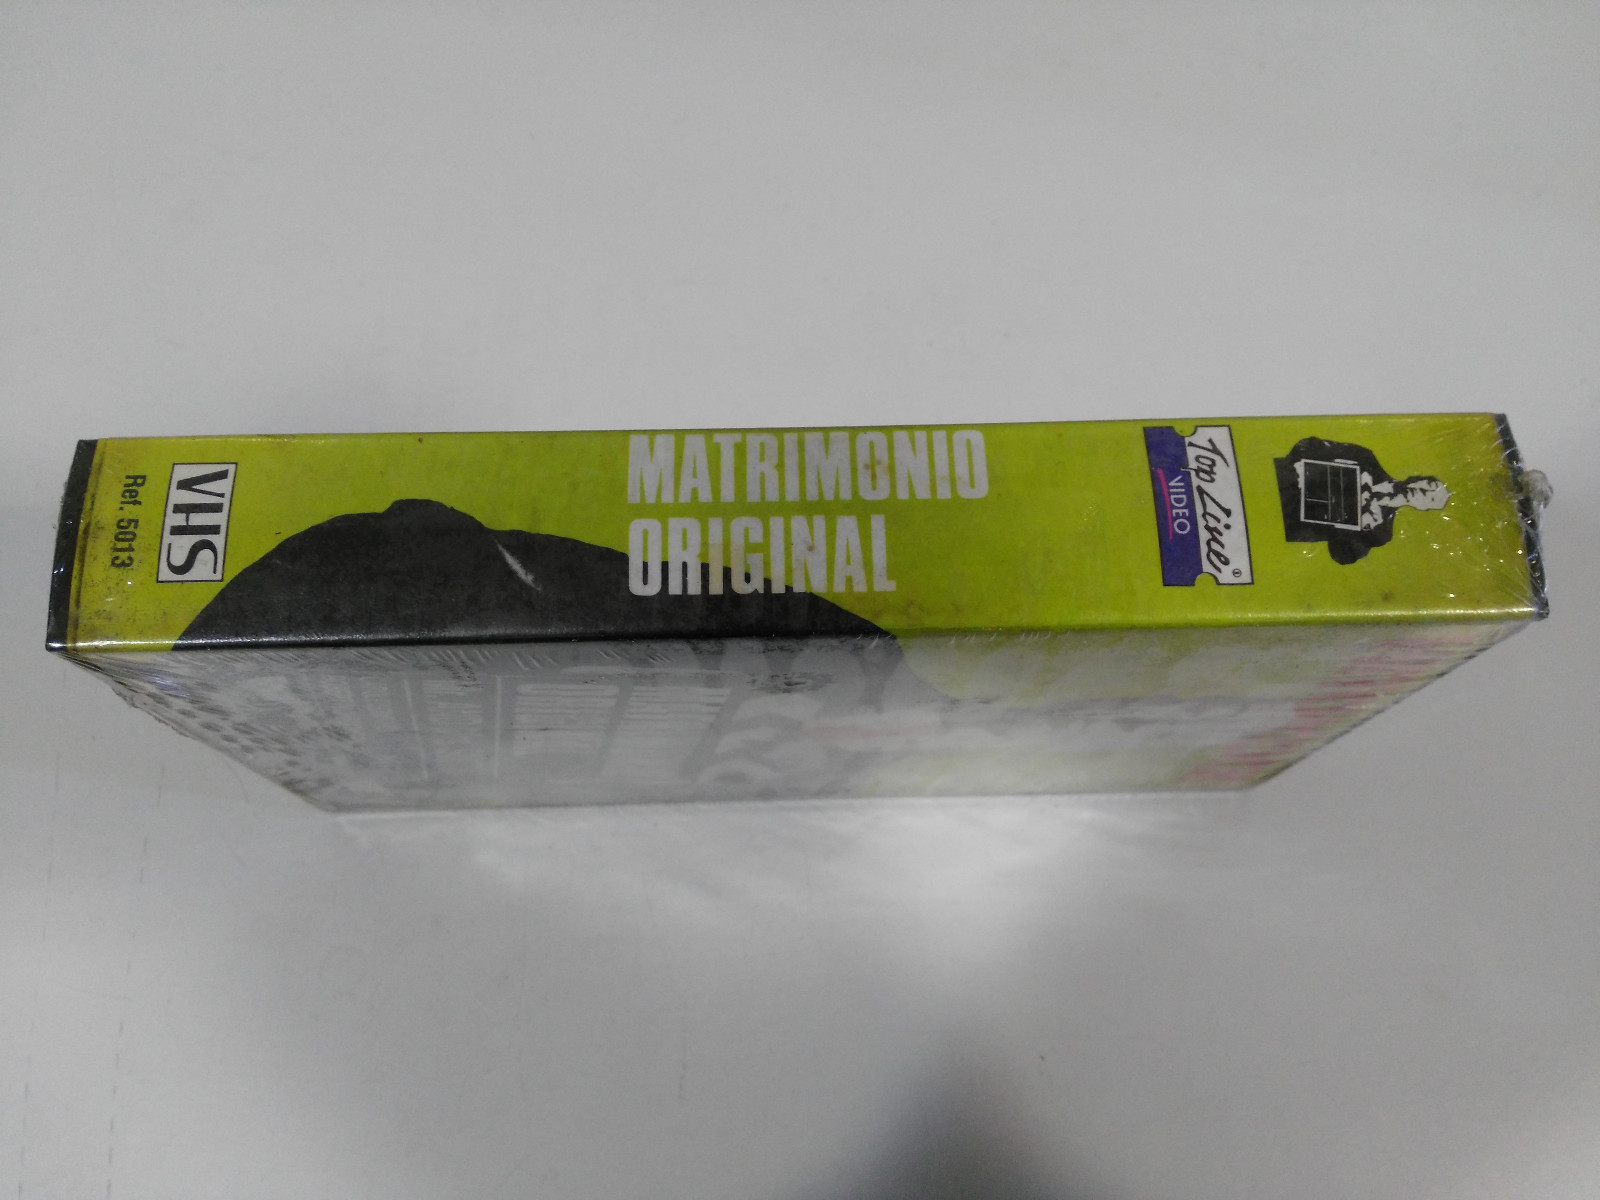 MATRIMONIO
ORIGINAL
Top Line
VIDEO
®
VHS
Ref. 5013